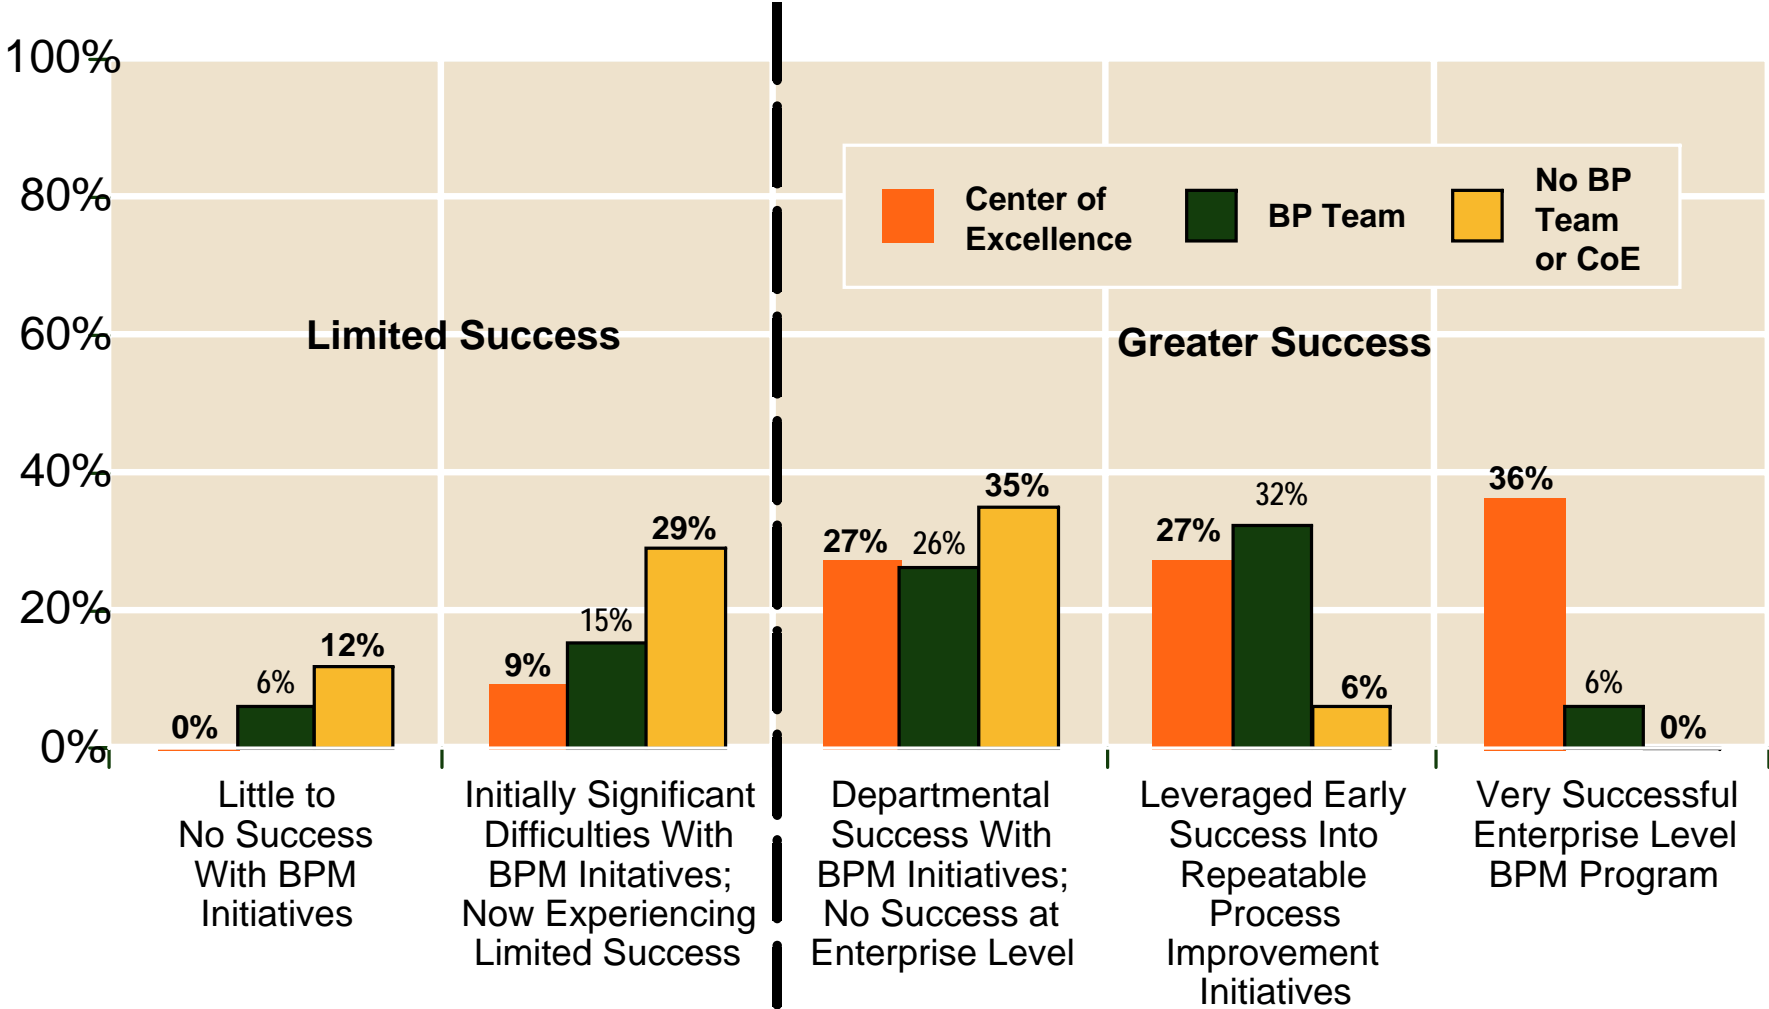 100%
80%
60%
40%
20%
0%
Center of
Excellence
BP Team
No BP
Team
or CoE
Limited Success
Greater Success
0%
6%
12%
9%
15%
29%
27%
26%
35%
27%
32%
6%
36%
6%
0%
Little to
No Success
With BPM
Initiatives
Initially Significant
Difficulties With
BPM Initatives;
Now Experiencing
Limited Success
Departmental
Success With
BPM Initiatives;
No Success at
Enterprise Level
Leveraged Early
Success Into
Repeatable
Process
Improvement
Initiatives
Very Successful
Enterprise Level
BPM Program